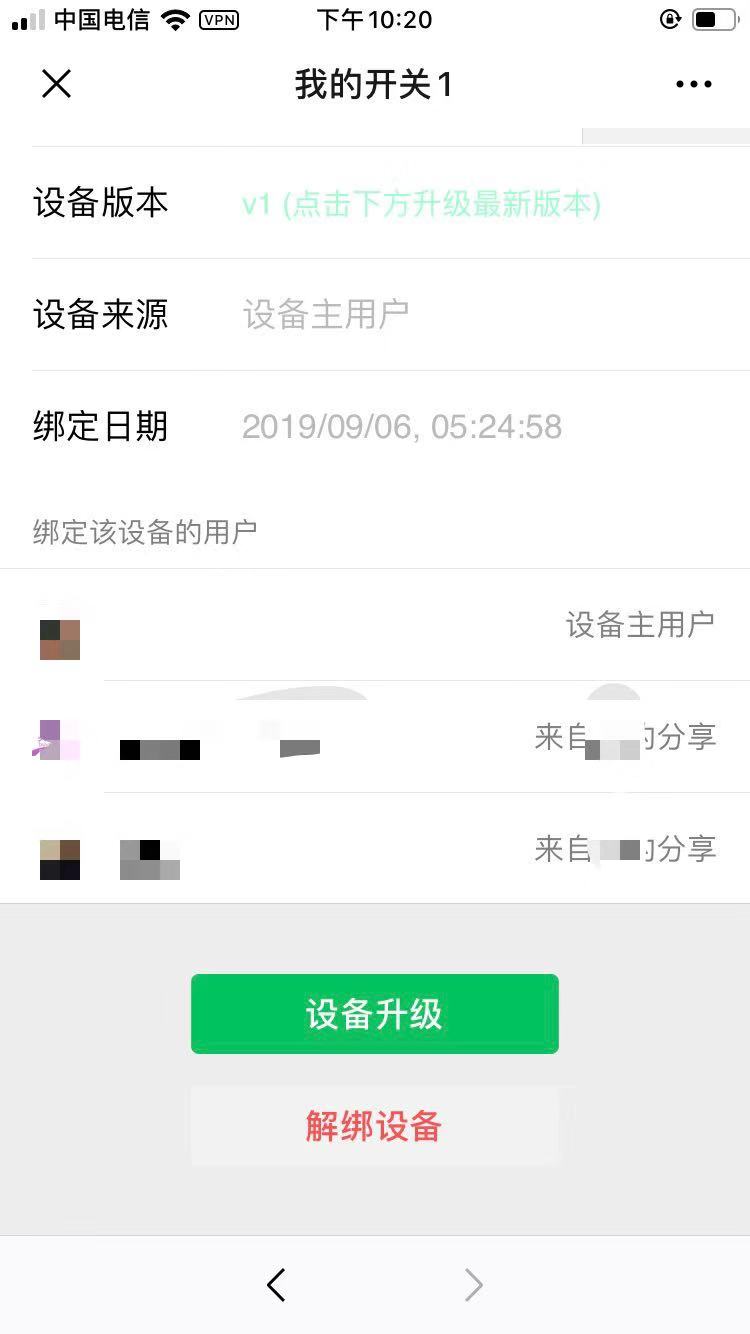 中国电信 VPN 下午10:20
我的开关1
设备版本 v1 (点击下方升级最新版本)
设备来源 设备主用户
绑定日期 2019/09/06, 05:24:58
绑定该设备的用户
设备主用户
来自 的分享
来自 的分享
设备升级
解绑设备